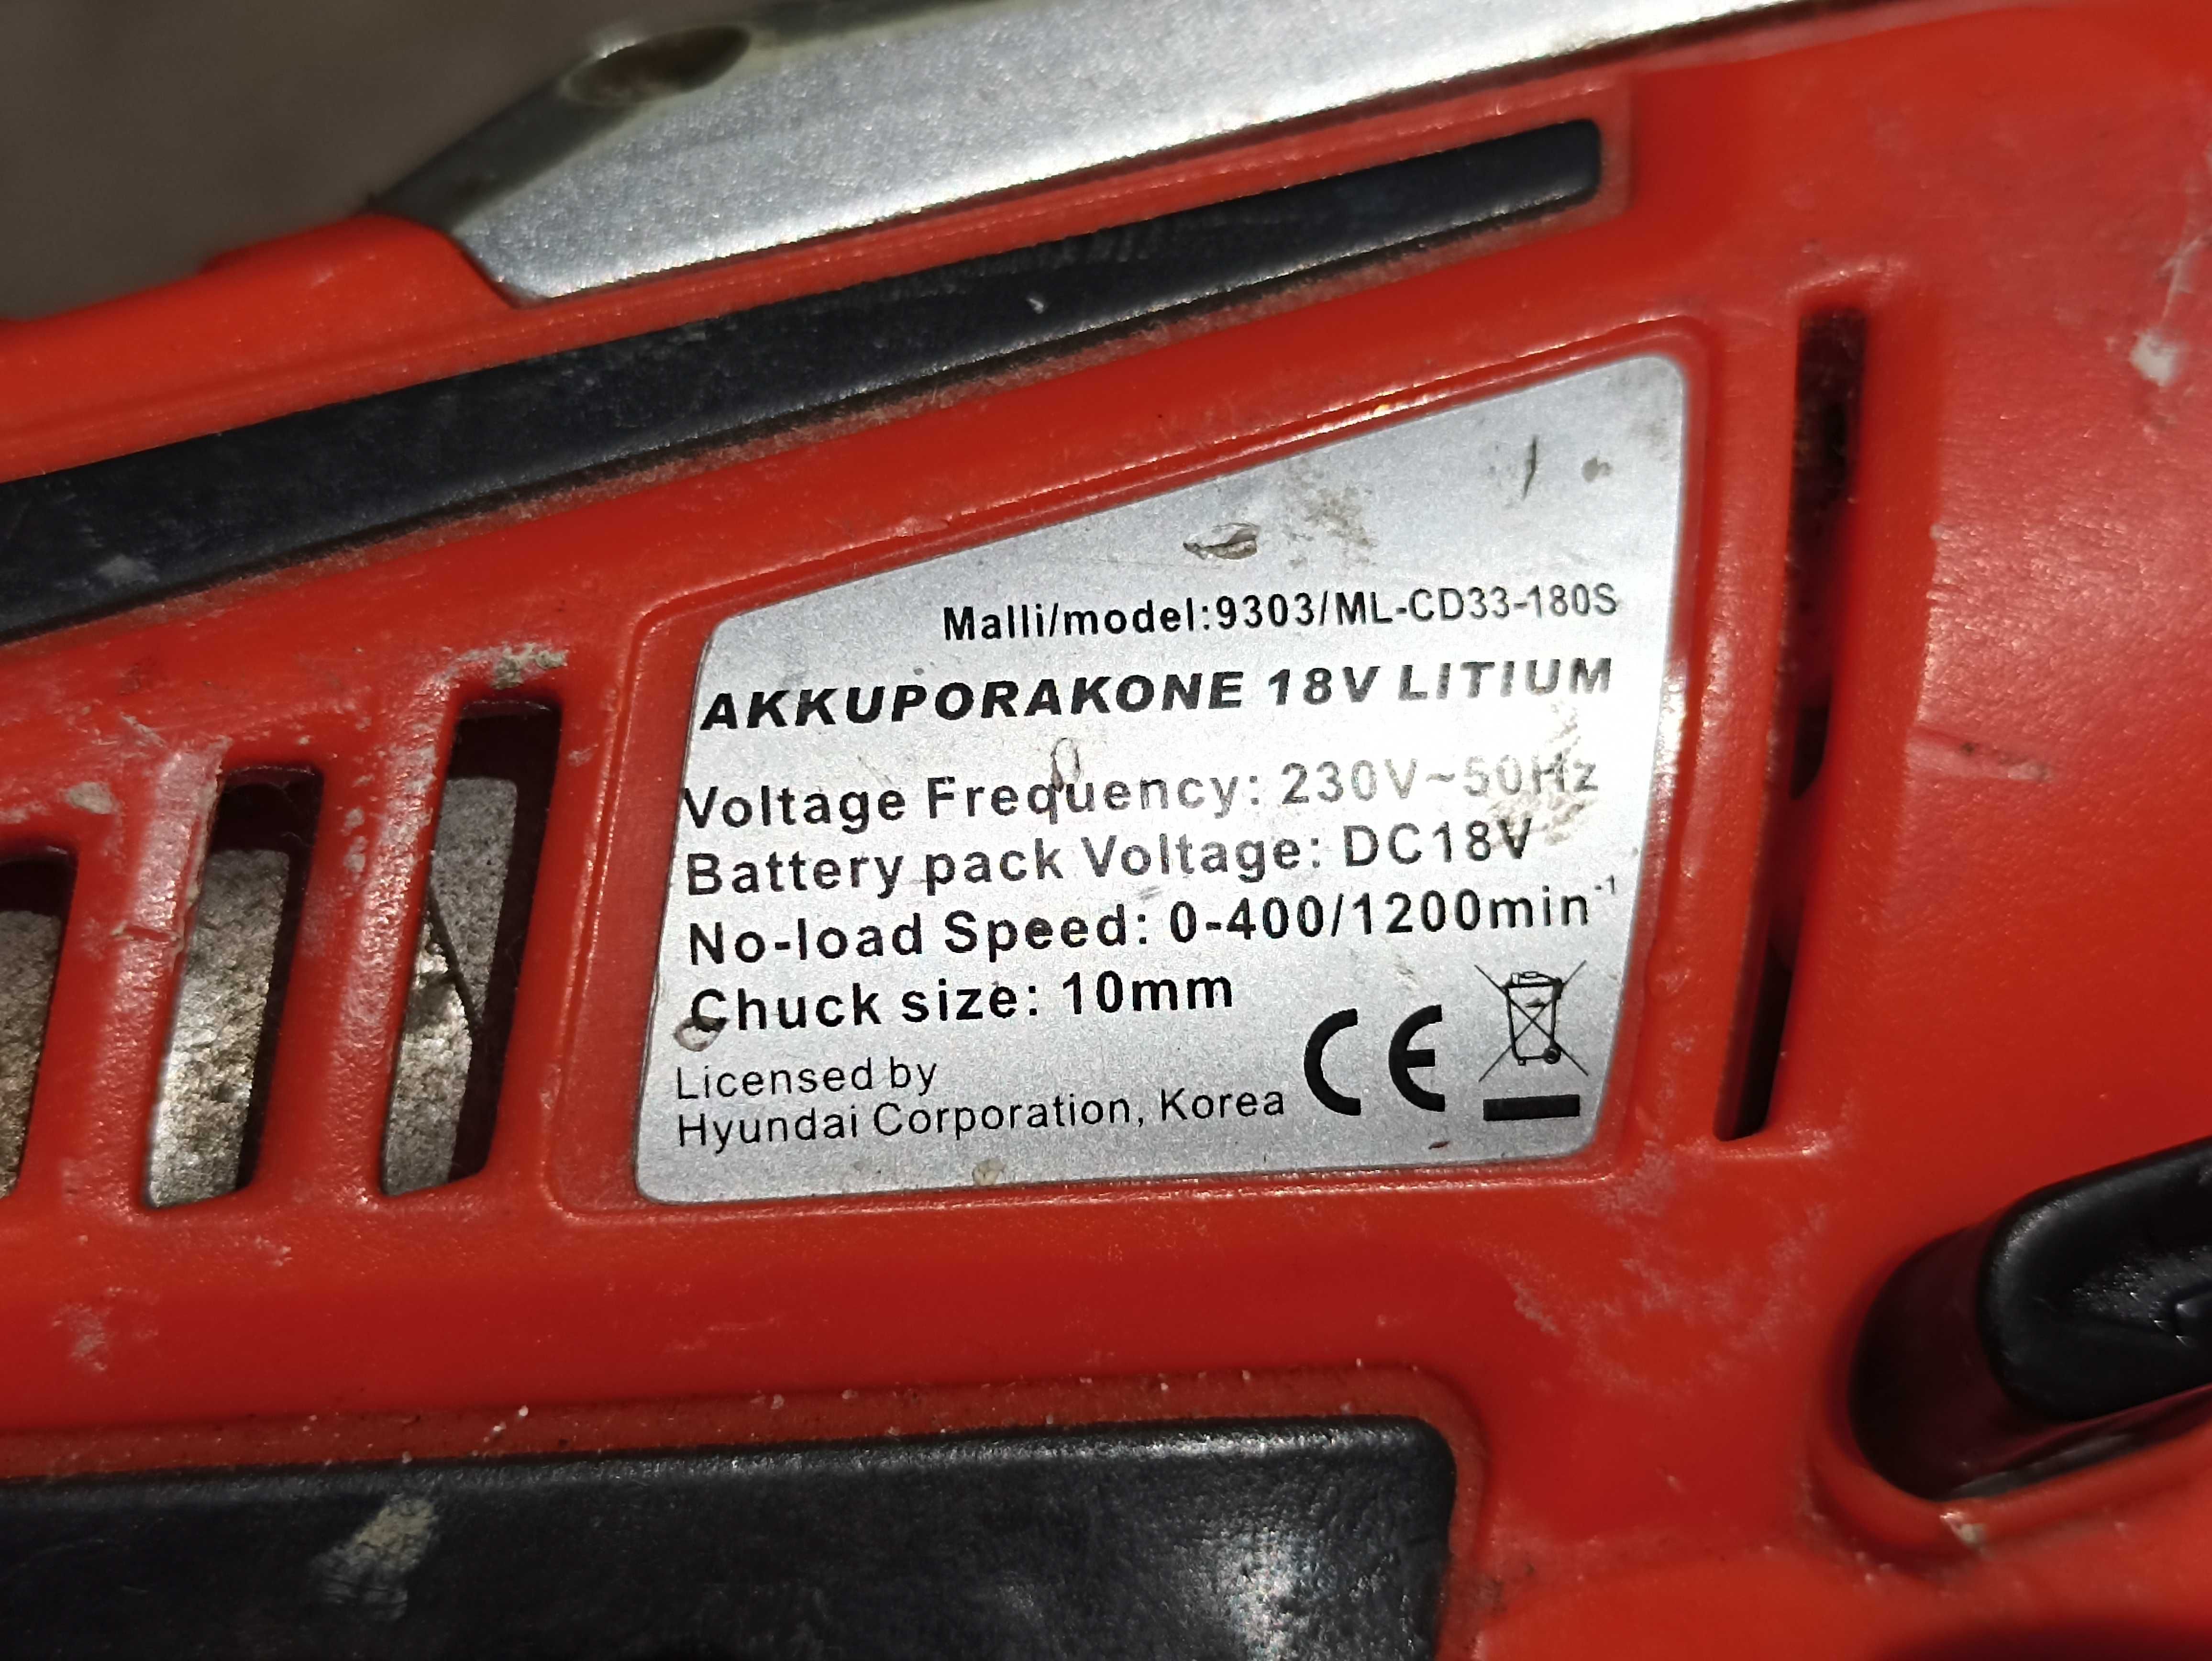 Malli/model:9303/ML-CD33-180S
AKKUPORAKONE 18V LITIUM
Voltage Frequency: 230V~50Hz
Battery pack Voltage: DC18V
No-load Speed: 0-400/1200min⁻¹
Chuck size: 10mm
Licensed by
Hyundai Corporation, Korea
CE